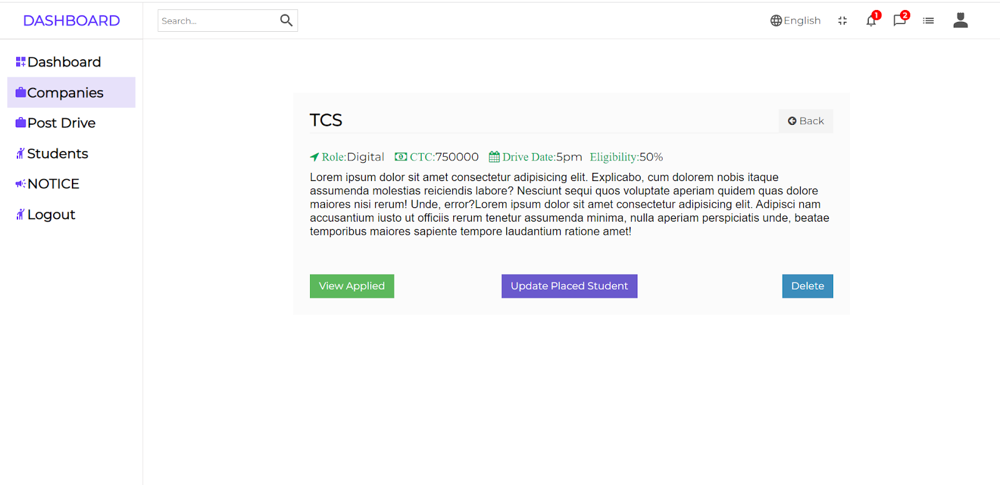 DASHBOARD
Search...
English
1
2
Dashboard
Companies
Post Drive
Students
NOTICE
Logout
TCS
Back
Role:Digital CTC:750000 Drive Date:5pm Eligibility:50%
Lorem ipsum dolor sit amet consectetur adipisicing elit. Explicabo, cum dolorem nobis itaque
assumenda molestias reiciendis labore? Nesciunt sequi quos voluptate aperiam quidem quas dolore
maiores nisi rerum! Unde, error?Lorem ipsum dolor sit amet consectetur adipisicing elit. Adipisci nam
accusantium iusto ut officiis rerum tenetur assumenda minima, nulla aperiam perspiciatis unde, beatae
temporibus maiores sapiente tempore laudantium ratione amet!
View Applied
Update Placed Student
Delete